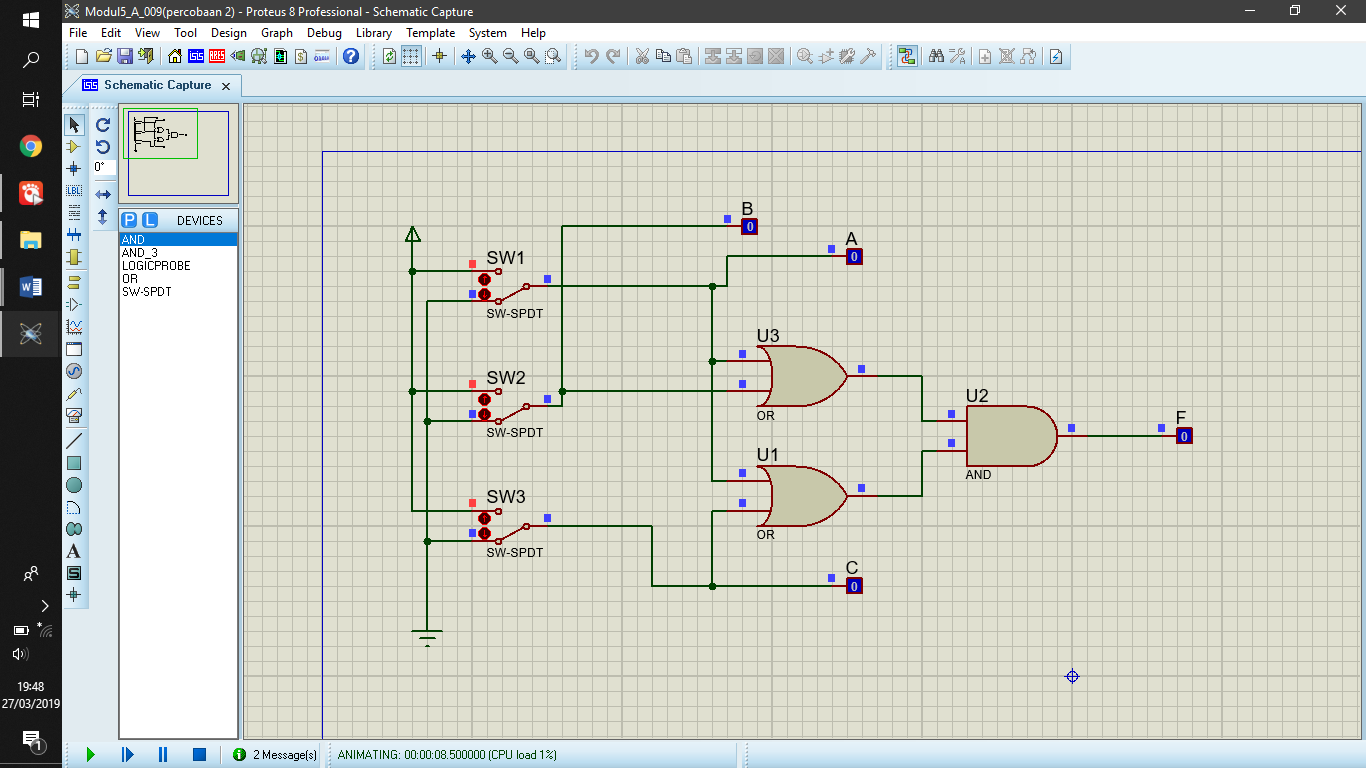 Modul5_A_009(percobaan 2) - Proteus 8 Professional - Schematic Capture
File Edit View Tool Design Graph Debug Library Template System Help
Schematic Capture
0°
LBL
P L DEVICES
AND
AND_3
LOGICPROBE
OR
SW-SPDT
A
S
B
0
A
0
SW1
SW-SPDT
U3
OR
SW2
SW-SPDT
U2
AND
F
0
U1
OR
SW3
SW-SPDT
C
0
19:48
27/03/2019
1
2 Message(s)
ANIMATING: 00:00:08.500000 (CPU load 1%)